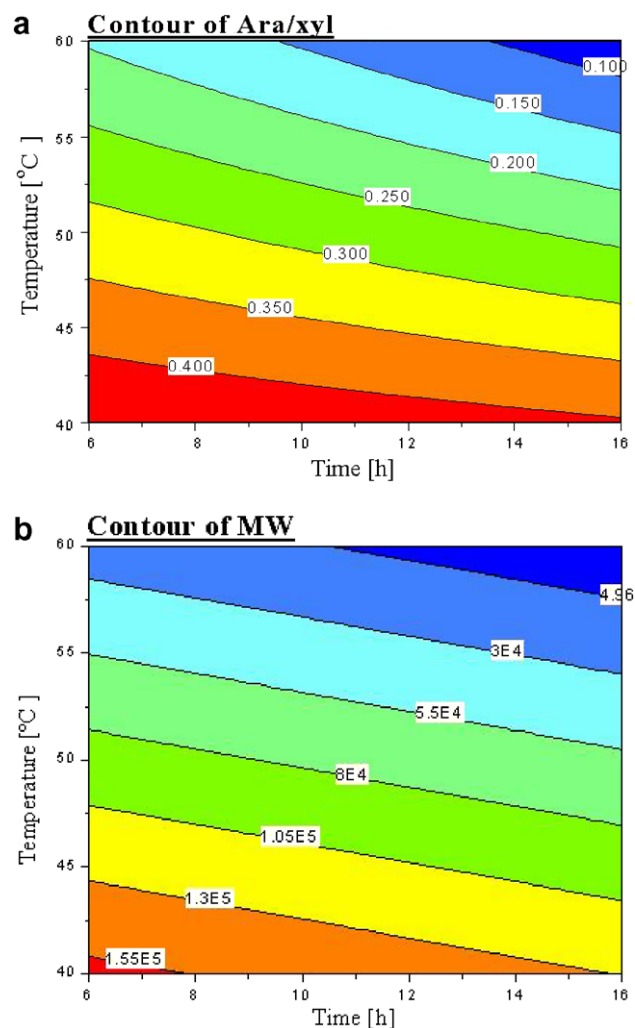 a
Contour of Ara/xyl
60
0.100
0.150
55
0.200
0.250
50
0.300
0.350
45
0.400
40
6 8 10 12 14 16
Temperature [°C ]
Time [h]
b
Contour of MW
60
4.96
3E4
55
5.5E4
50
8E4
1.05E5
45
1.3E5
1.55E5
40
6 8 10 12 14 16
Temperature [°C ]
Time [h]